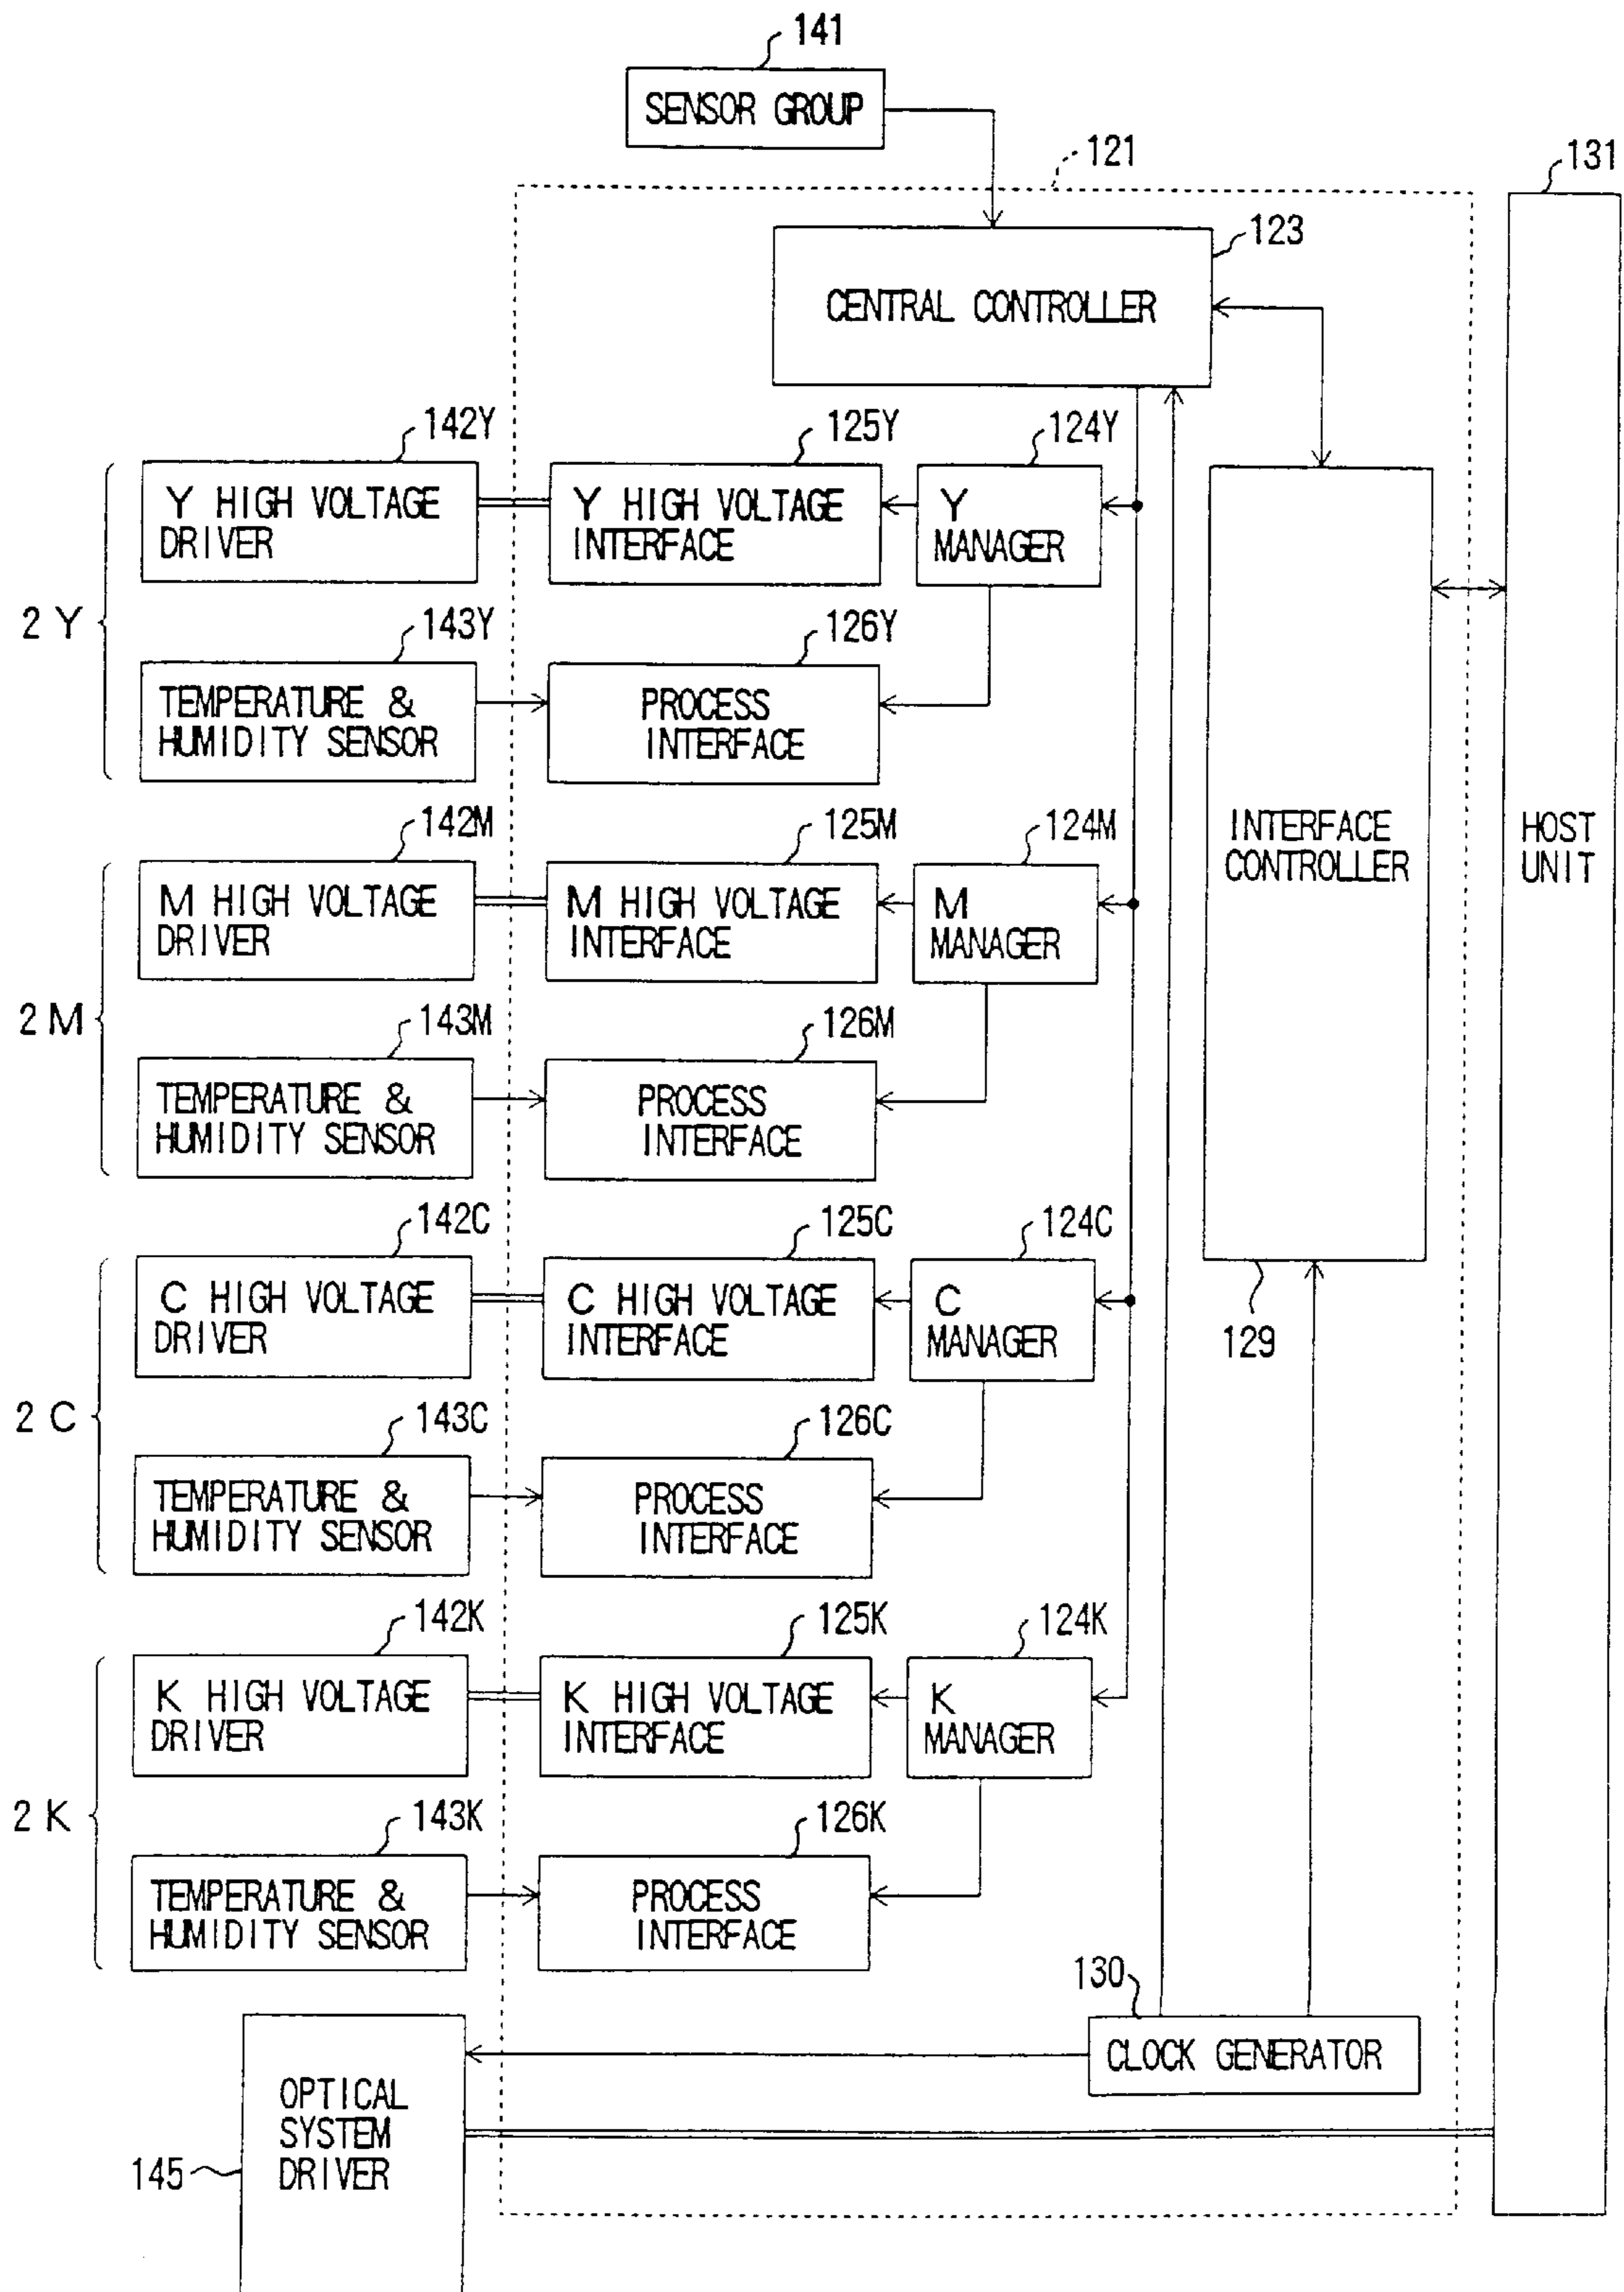 141
SENSOR GROUP
121
131
123
CENTRAL CONTROLLER
142Y
125Y
124Y
Y HIGH VOLTAGE
DRIVER
Y HIGH VOLTAGE
INTERFACE
Y
MANAGER
2 Y
143Y
126Y
TEMPERATURE &
HUMIDITY SENSOR
PROCESS
INTERFACE
142M
125M
124M
INTERFACE
CONTROLLER
HOST
UNIT
M HIGH VOLTAGE
DRIVER
M HIGH VOLTAGE
INTERFACE
M
MANAGER
2 M
143M
126M
TEMPERATURE &
HUMIDITY SENSOR
PROCESS
INTERFACE
142C
125C
124C
C HIGH VOLTAGE
DRIVER
C HIGH VOLTAGE
INTERFACE
C
MANAGER
129
2 C
143C
126C
TEMPERATURE &
HUMIDITY SENSOR
PROCESS
INTERFACE
142K
125K
124K
K HIGH VOLTAGE
DRIVER
K HIGH VOLTAGE
INTERFACE
K
MANAGER
2 K
143K
126K
TEMPERATURE &
HUMIDITY SENSOR
PROCESS
INTERFACE
130
CLOCK GENERATOR
OPTICAL
SYSTEM
DRIVER
145